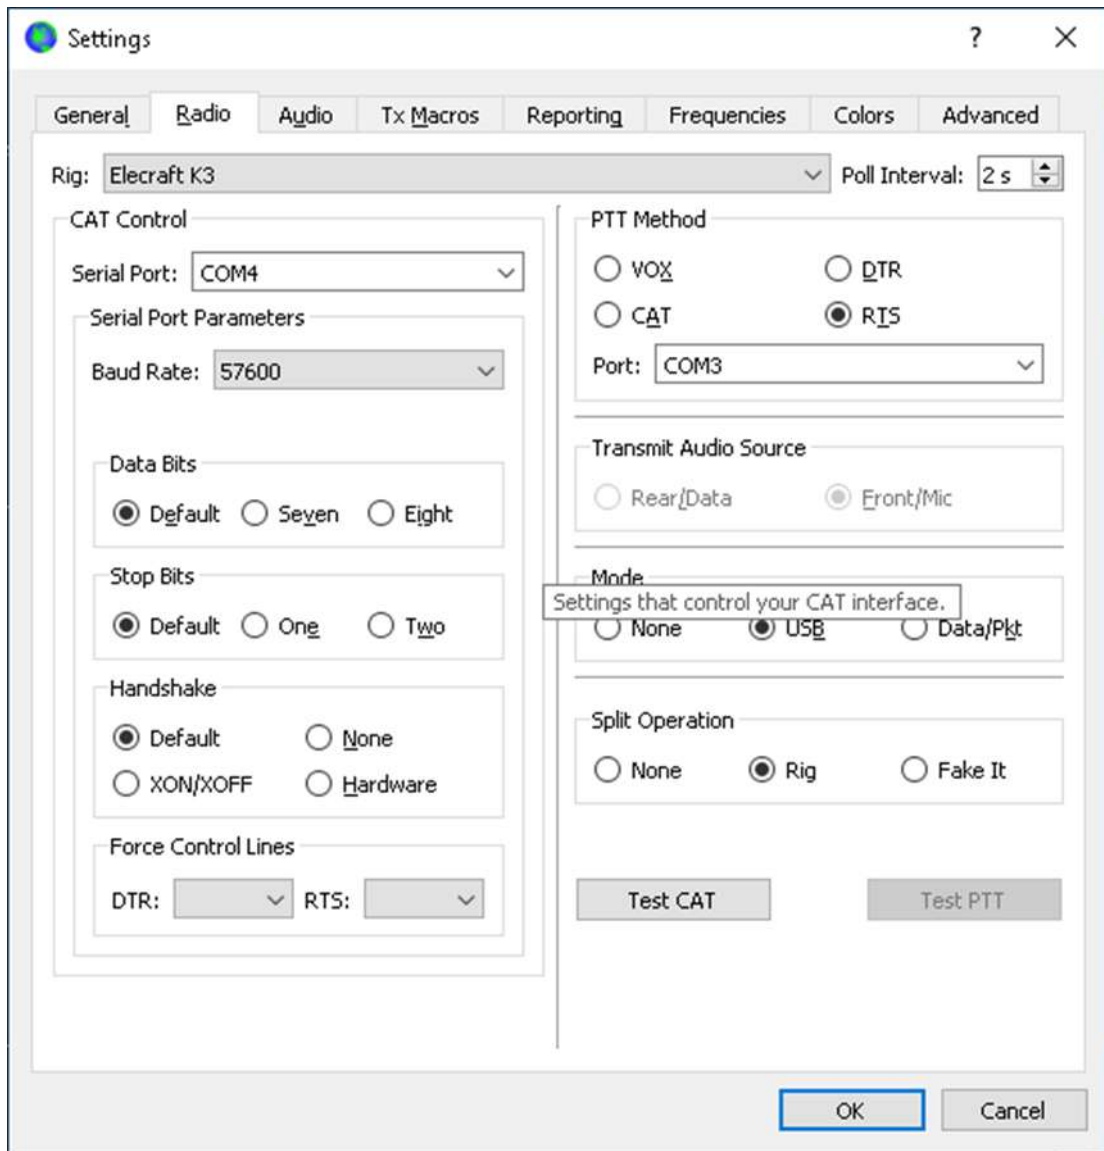 Settings
?
General Radio Audio Tx Macros Reporting Frequencies Colors Advanced
Rig: Elecraft K3 Poll Interval: 2 s
CAT Control
Serial Port: COM4
Serial Port Parameters
Baud Rate: 57600
Data Bits
Default Seven Eight
Stop Bits
Default One Two
Handshake
Default None
XON/XOFF Hardware
Force Control Lines
DTR: RTS:
PTT Method
VOX DTR
CAT RTS
Port: COM3
Transmit Audio Source
Rear/Data Front/Mic
Mode
Settings that control your CAT interface.
None USB Data/Pkt
Split Operation
None Rig Fake It
Test CAT Test PTT
OK Cancel